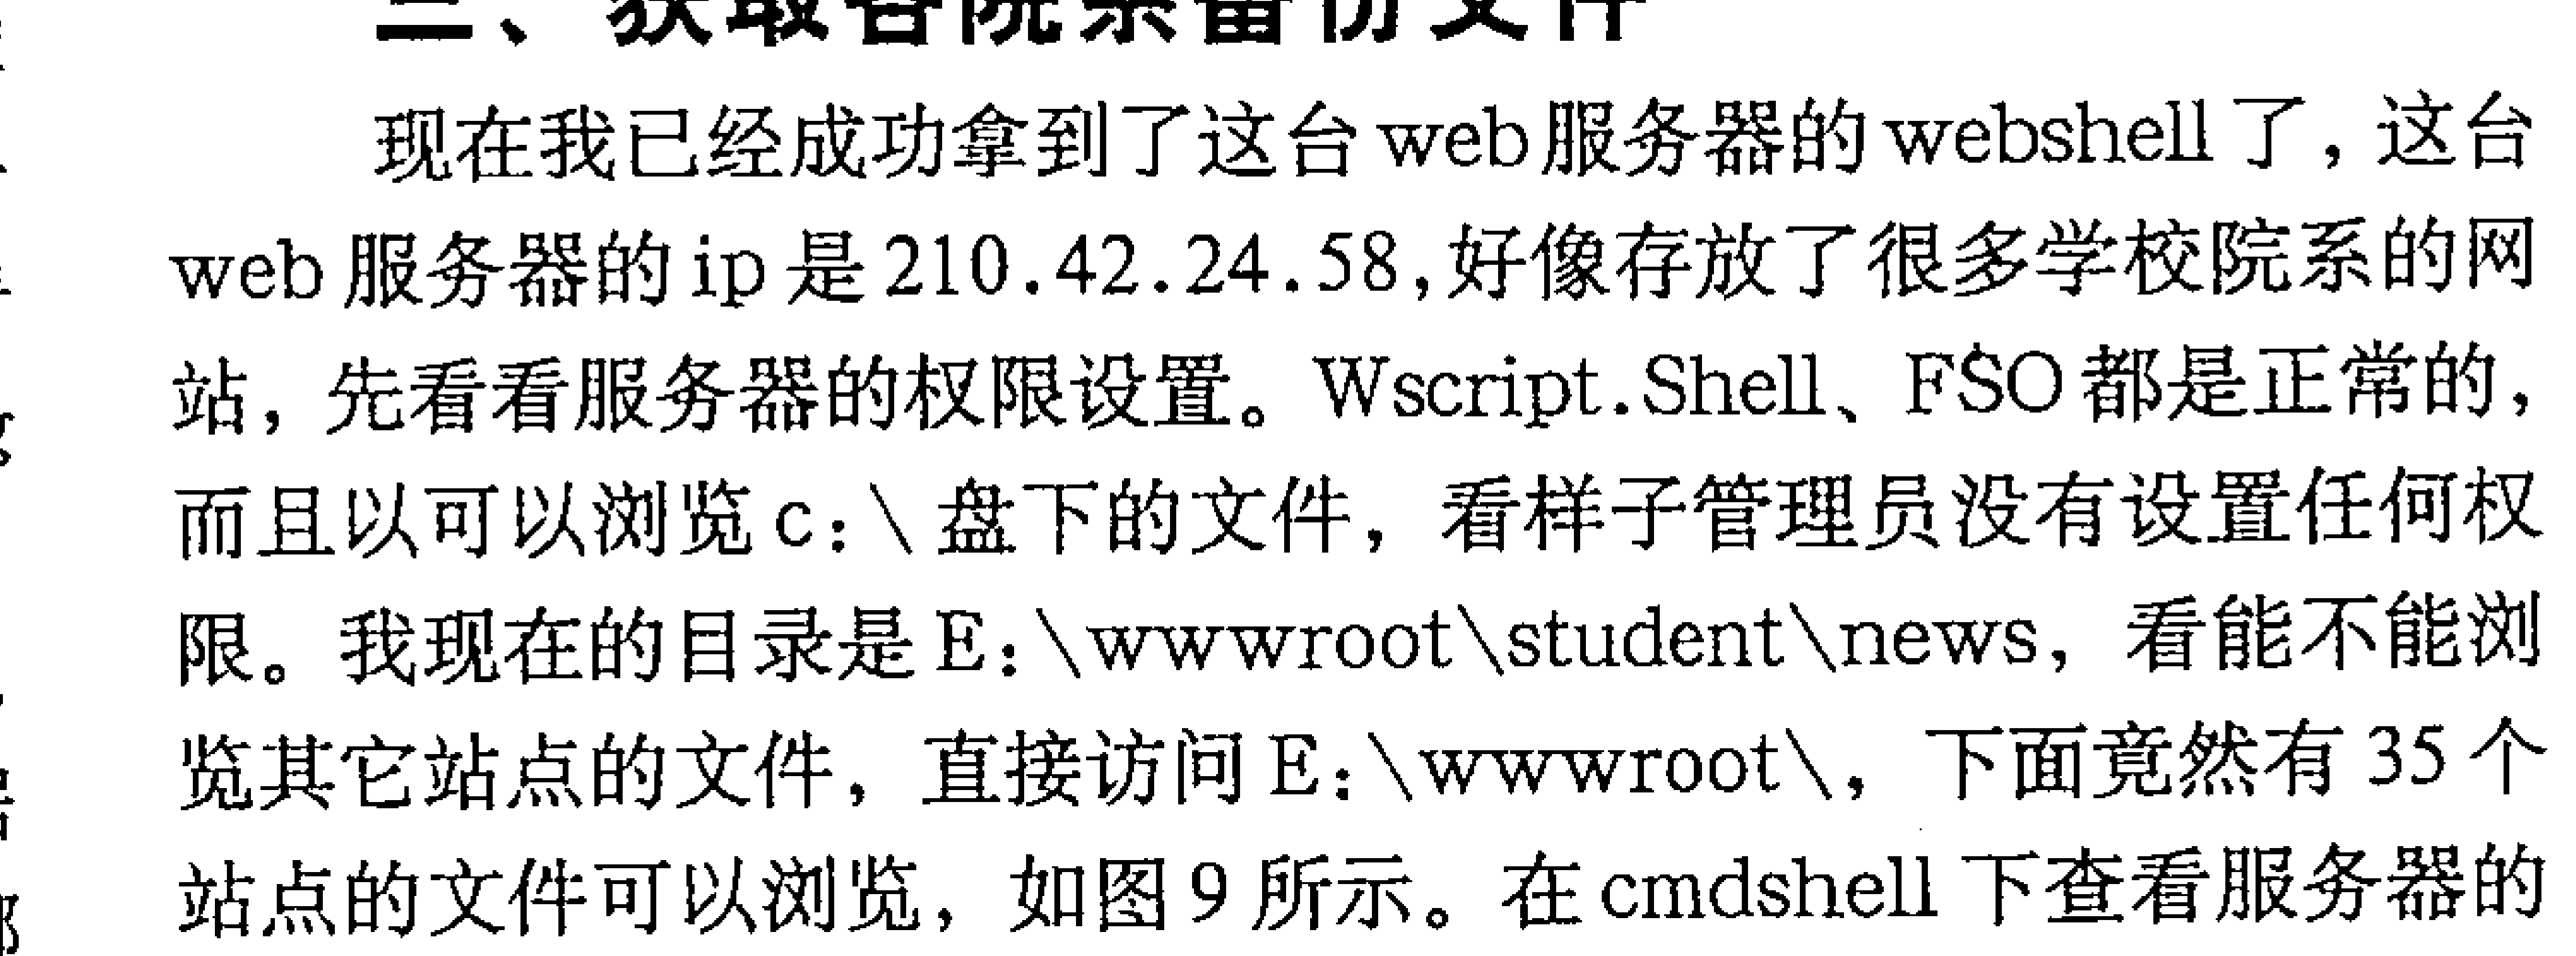 、获取各院系备份文件
现在我已经成功拿到了这台web服务器的webshell了，这台
web服务器的ip是210.42.24.58,好像存放了很多学校院系的网
站，先看看服务器的权限设置。Wscript.Shell、FSO都是正常的，
而且以可以浏览c:\盘下的文件，看样子管理员没有设置任何权
限。我现在的目录是E:\wwwroot\student\news，看能不能浏
览其它站点的文件，直接访问E:\wwwroot\，下面竟然有35个
站点的文件可以浏览，如图9所示。在cmdshell下查看服务器的